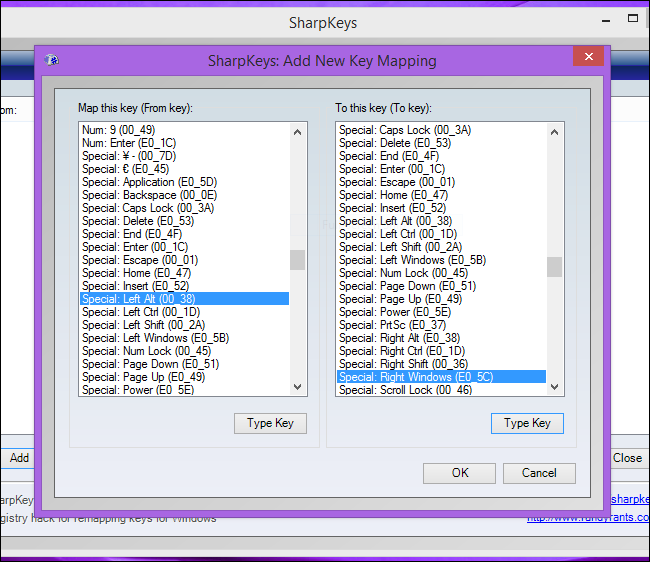 SharpKeys
SharpKeys: Add New Key Mapping
om:
Map this key (From key):
Num: 9 (00_49)
Num: Enter (E0_1C)
Special: ¥ - (00_7D)
Special: € (E0_45)
Special: Application (E0_5D)
Special: Backspace (00_0E)
Special: Caps Lock (00_3A)
Special: Delete (E0_53)
Special: End (E0_4F)
Special: Enter (00_1C)
Special: Escape (00_01)
Special: Home (E0_47)
Special: Insert (E0_52)
Special: Left Alt (00_38)
Special: Left Ctrl (00_1D)
Special: Left Shift (00_2A)
Special: Left Windows (E0_5B)
Special: Num Lock (00_45)
Special: Page Down (E0_51)
Special: Page Up (E0_49)
Special: Power (E0_5E)
Type Key
To this key (To key):
Special: Caps Lock (00_3A)
Special: Delete (E0_53)
Special: End (E0_4F)
Special: Enter (00_1C)
Special: Escape (00_01)
Special: Home (E0_47)
Special: Insert (E0_52)
Special: Left Alt (00_38)
Special: Left Ctrl (00_1D)
Special: Left Shift (00_2A)
Special: Left Windows (E0_5B)
Special: Num Lock (00_45)
Special: Page Down (E0_51)
Special: Page Up (E0_49)
Special: Power (E0_5E)
Special: PrtSc (E0_37)
Special: Right Alt (E0_38)
Special: Right Ctrl (E0_1D)
Special: Right Shift (00_36)
Special: Right Windows (E0_5C)
Special: Scroll Lock (00_46)
Type Key
Add
Close
OK
Cancel
arpKeys
sharpke
gistry hack for remapping keys for Windows
http://www.randyrants.co